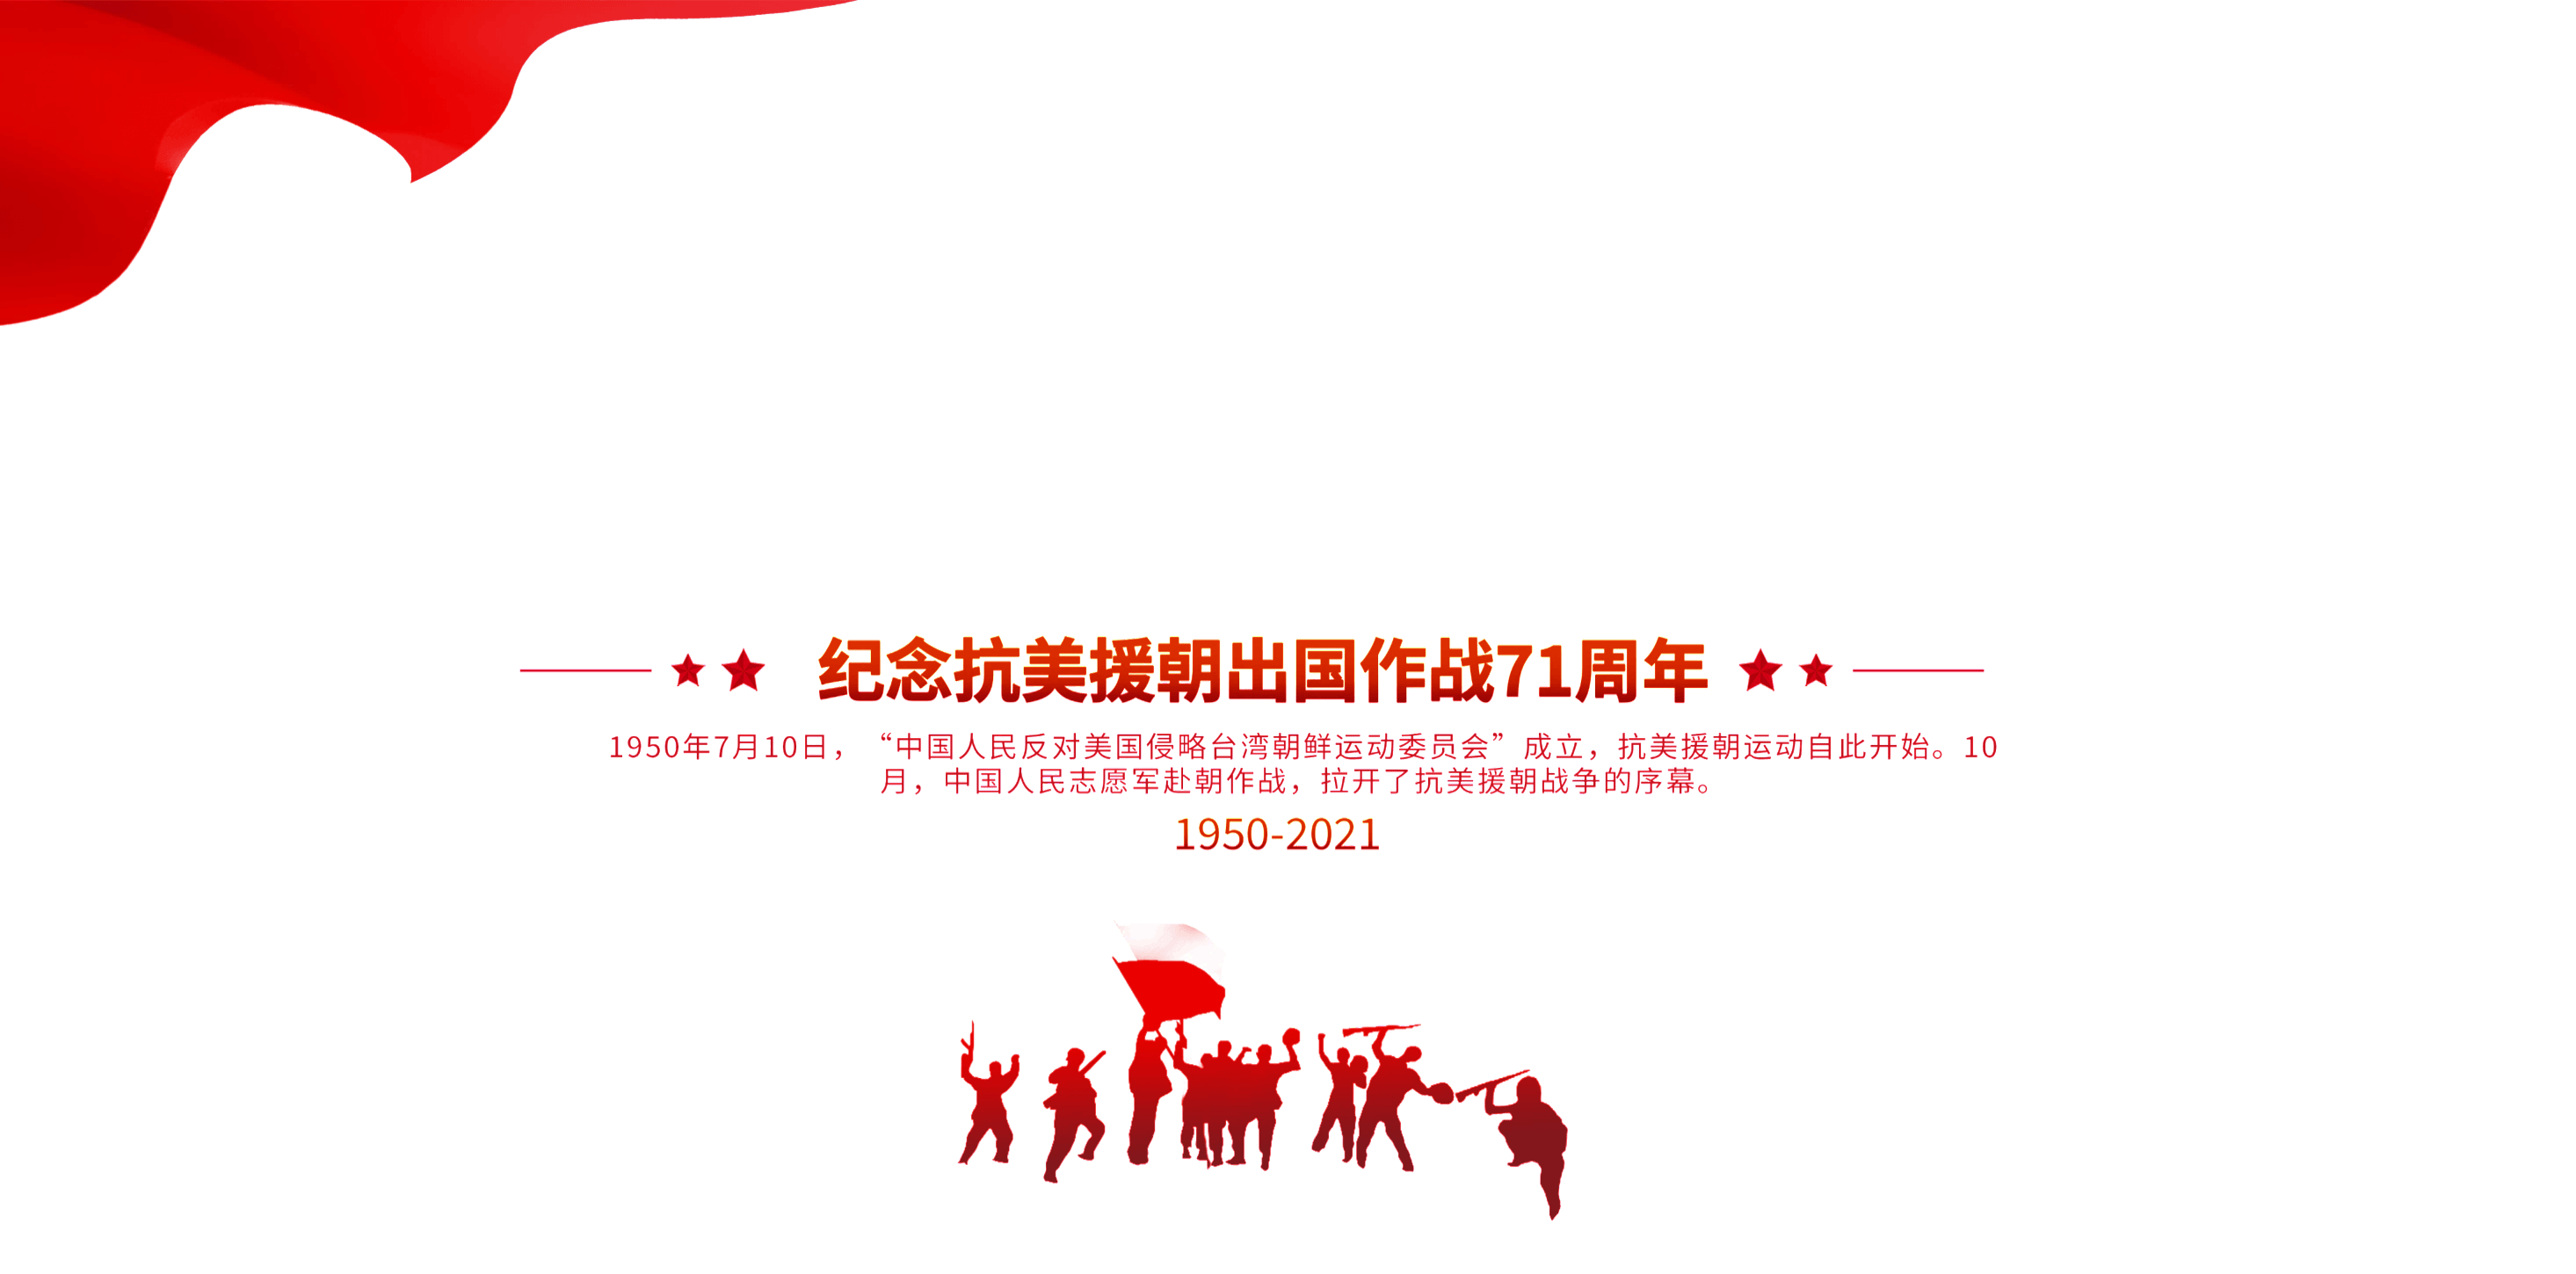 纪念抗美援朝出国作战71周年
1950年7月10日，“中国人民反对美国侵略台湾朝鲜运动委员会”成立，抗美援朝运动自此开始。10
月，中国人民志愿军赴朝作战，拉开了抗美援朝战争的序幕。
1950-2021